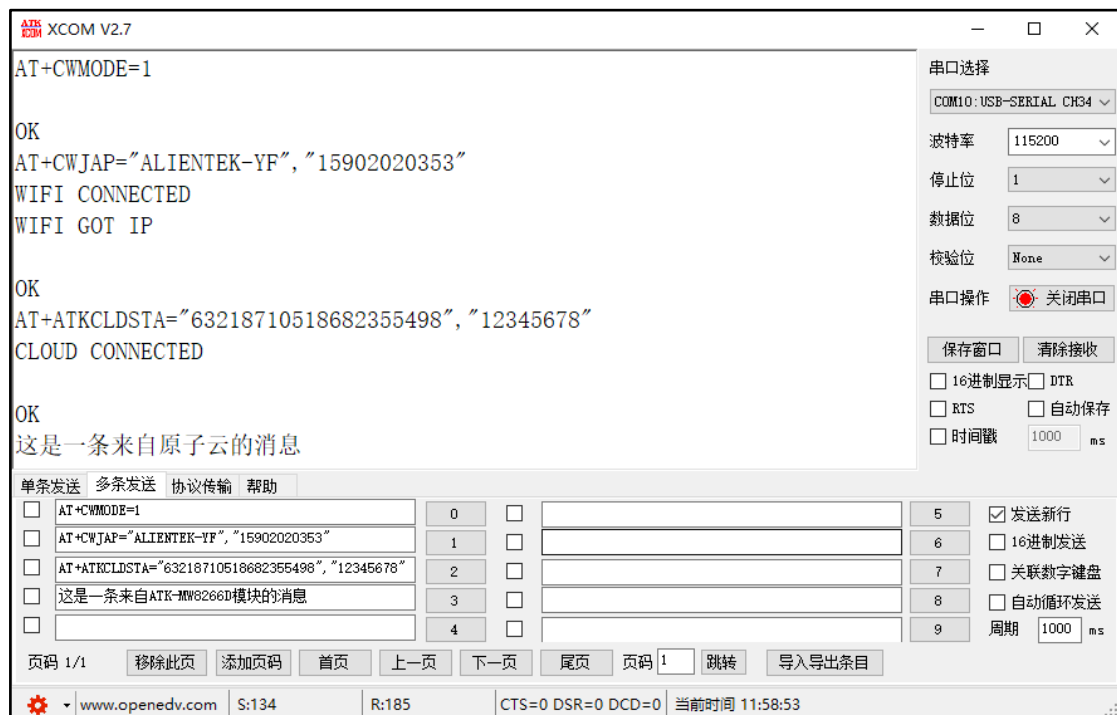 ATK XCOM XCOM V2.7
AT+CWMODE=1
OK
AT+CWJAP="ALIENTEK-YF","15902020353"
WIFI CONNECTED
WIFI GOT IP
OK
AT+ATKCLDSTA="63218710518682355498","12345678"
CLOUD CONNECTED
OK
这是一条来自原子云的消息
串口选择
COM10:USB-SERIAL CH34
波特率 115200
停止位 1
数据位 8
校验位 None
串口操作 关闭串口
保存窗口 清除接收
16进制显示 DTR
RTS 自动保存
时间戳 1000 ms
单条发送 多条发送 协议传输 帮助
AT+CWMODE=1 0 5 发送新行
AT+CWJAP="ALIENTEK-YF","15902020353" 1 6 16进制发送
AT+ATKCLDSTA="63218710518682355498","12345678" 2 7 关联数字键盘
这是一条来自ATK-MW8266D模块的消息 3 8 自动循环发送
4 9 周期 1000 ms
页码 1/1 移除此页 添加页码 首页 上一页 下一页 尾页 页码 1 跳转 导入导出条目
www.openedv.com S:134 R:185 CTS=0 DSR=0 DCD=0 当前时间 11:58:53